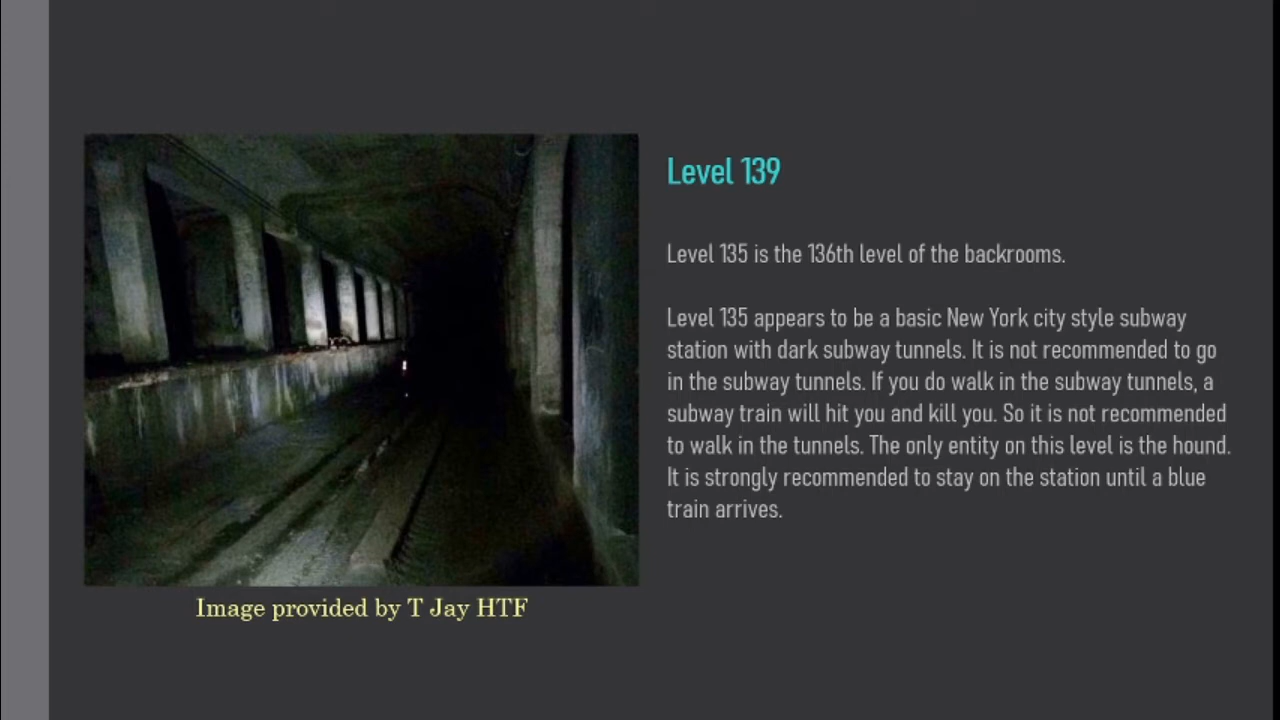 Level 139
Level 135 is the 136th level of the backrooms.
Level 135 appears to be a basic New York city style subway
station with dark subway tunnels. It is not recommended to go
in the subway tunnels. If you do walk in the subway tunnels, a
subway train will hit you and kill you. So it is not recommended
to walk in the tunnels. The only entity on this level is the hound.
It is strongly recommended to stay on the station until a blue
train arrives.
Image provided by T Jay HTF